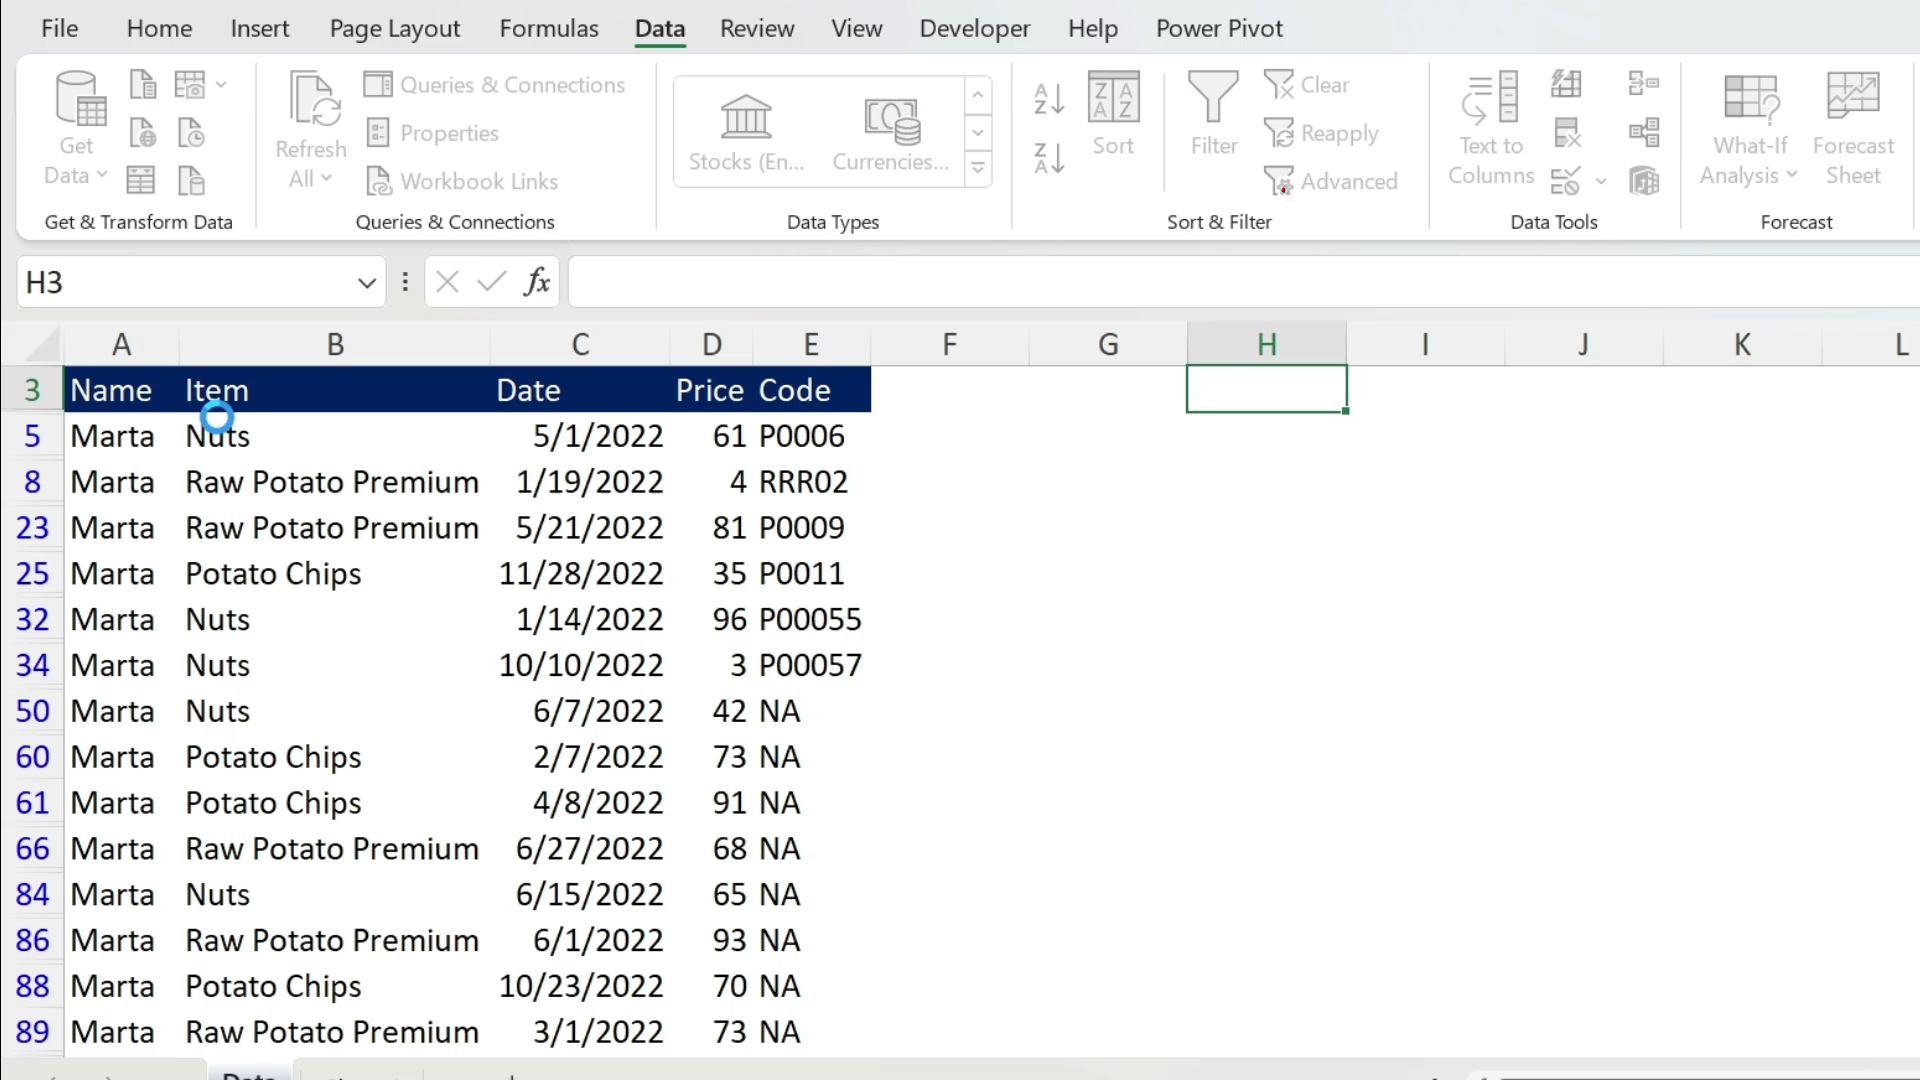 File Home Insert Page Layout Formulas Data Review View Developer Help Power Pivot
Get Data
Refresh All
Queries & Connections
Properties
Workbook Links
Stocks (En... Currencies...
A Z
Z A
Z A A Z
Sort
Filter
Clear
Reapply
Advanced
Text to Columns
What-If Analysis
Forecast Sheet
Get & Transform Data Queries & Connections Data Types Sort & Filter Data Tools Forecast
H3 fx
A B C D E F G H I J K L
3 Name Item Date Price Code
5 Marta Nuts 5/1/2022 61 P0006
8 Marta Raw Potato Premium 1/19/2022 4 RRR02
23 Marta Raw Potato Premium 5/21/2022 81 P0009
25 Marta Potato Chips 11/28/2022 35 P0011
32 Marta Nuts 1/14/2022 96 P00055
34 Marta Nuts 10/10/2022 3 P00057
50 Marta Nuts 6/7/2022 42 NA
60 Marta Potato Chips 2/7/2022 73 NA
61 Marta Potato Chips 4/8/2022 91 NA
66 Marta Raw Potato Premium 6/27/2022 68 NA
84 Marta Nuts 6/15/2022 65 NA
86 Marta Raw Potato Premium 6/1/2022 93 NA
88 Marta Potato Chips 10/23/2022 70 NA
89 Marta Raw Potato Premium 3/1/2022 73 NA
Data